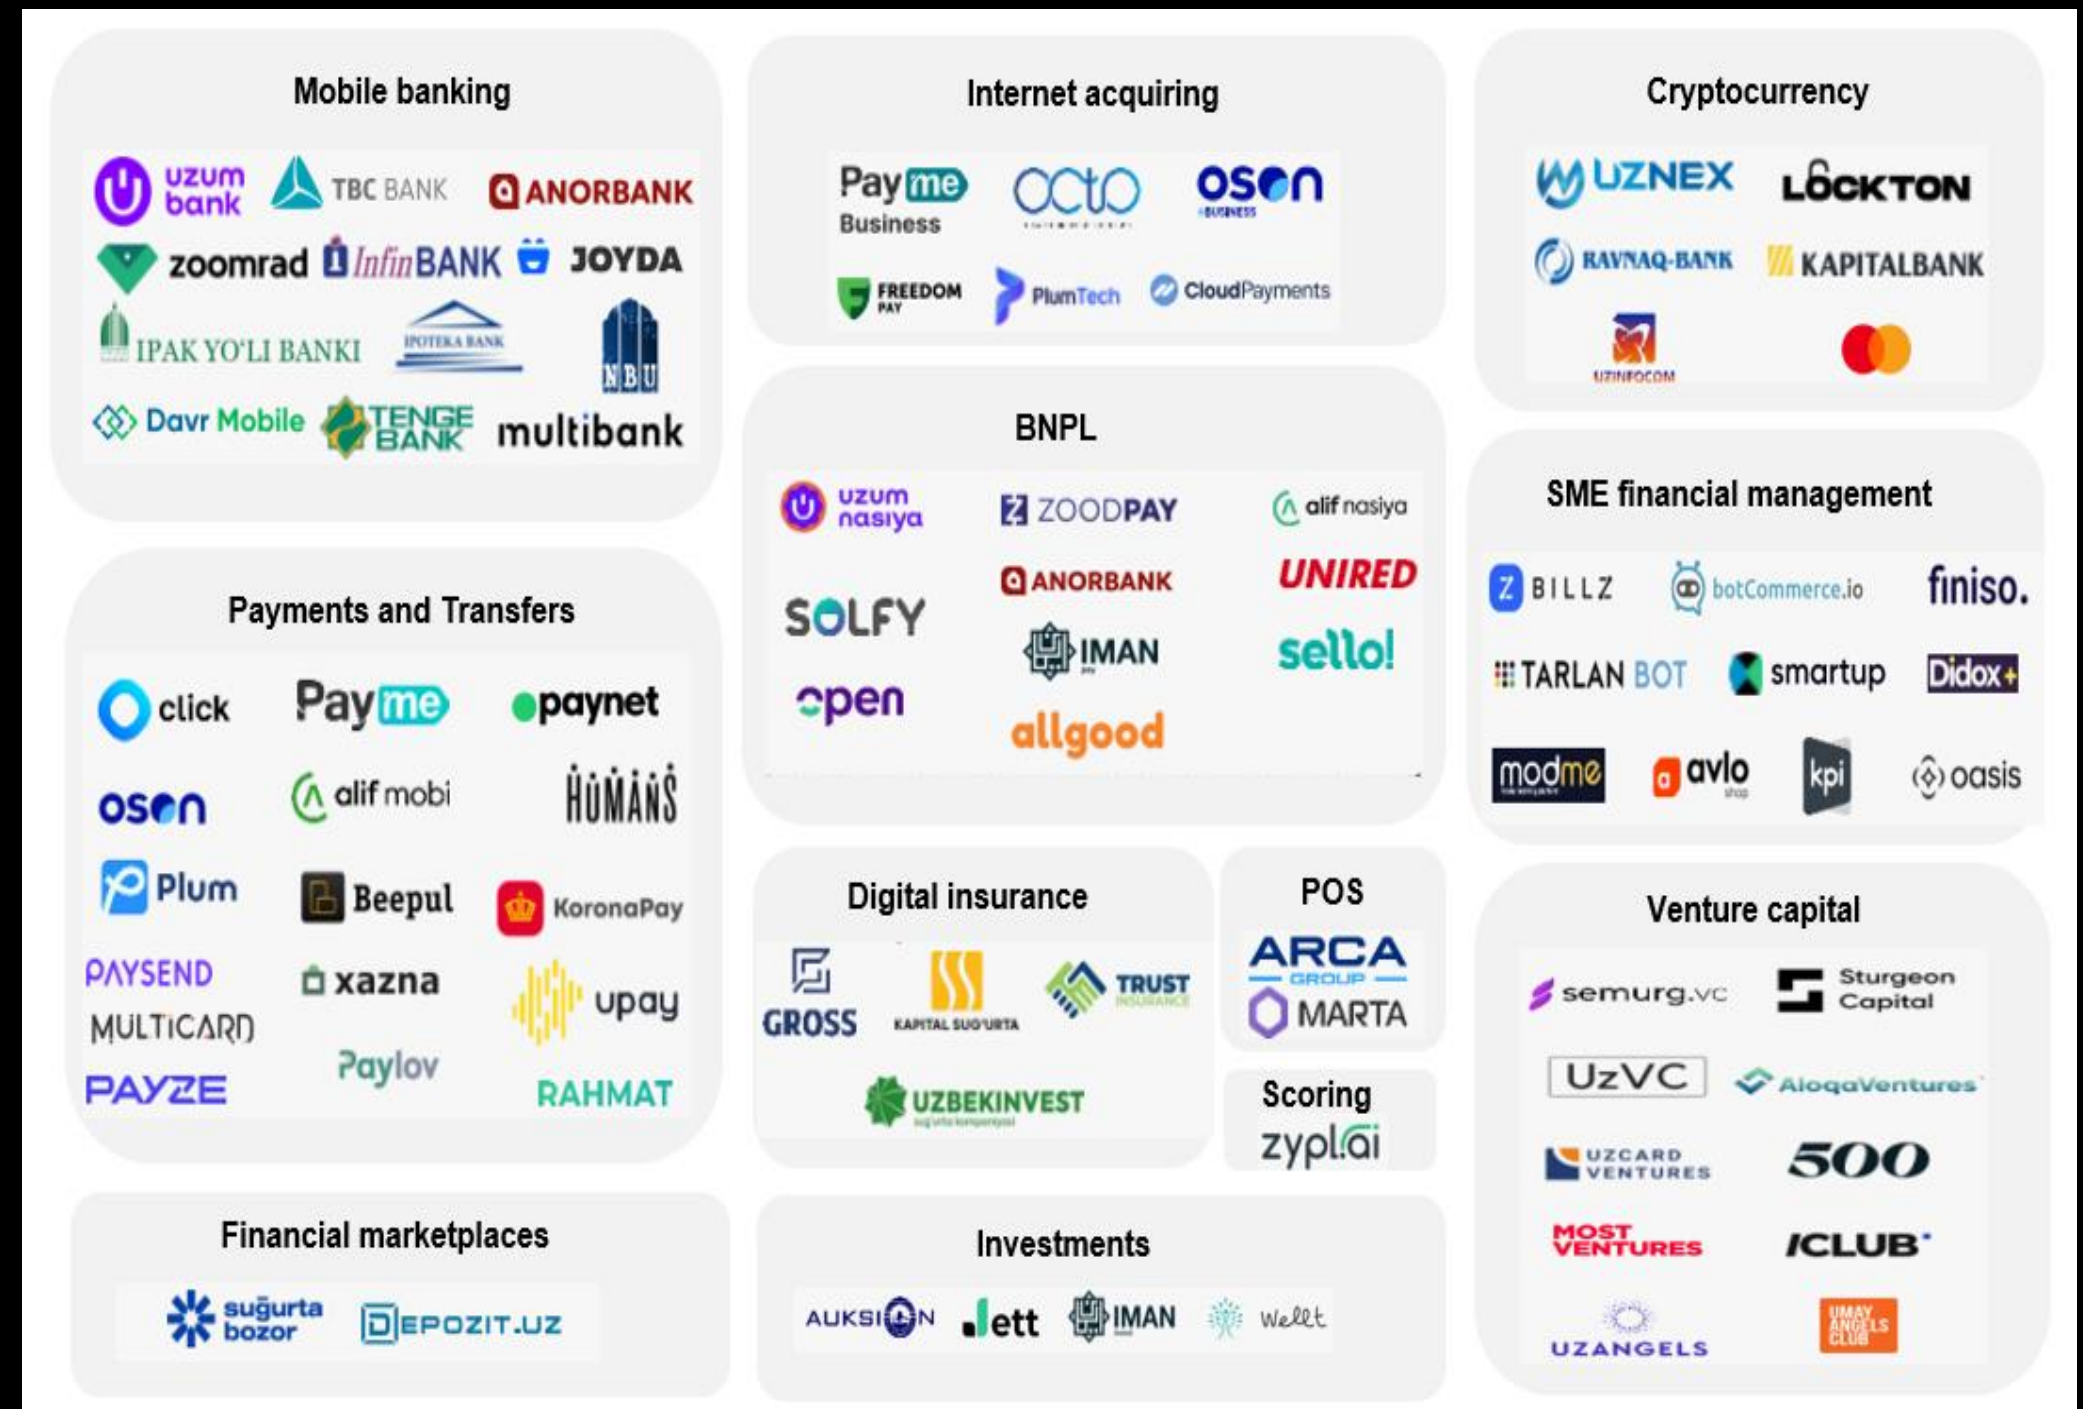 Mobile banking
uzum
bank
TBC BANK
ANORBANK
zoomrad
InfinBANK
JOYDA
IPAK YO'LI BANKI
IPOTEKA BANK
NBU
Davr Mobile
TENGE
BANK
multibank
Payments and Transfers
click
Payme
paynet
oson
alif mobi
HUMANS
Plum
Beepul
KoronaPay
PAYSEND
xazna
upay
MULTICARD
Paylov
PAYZE
RAHMAT
Financial marketplaces
suğurta
bozor
DEPOZIT.UZ
Internet acquiring
Payme
Business
octo
oson
BUSINESS
FREEDOM
PAY
PlumTech
CloudPayments
BNPL
uzum
nasiya
ZOODPAY
alif nasiya
ANORBANK
UNIRED
SOLFY
IMAN
pay
sello!
open
allgood
Digital insurance
GROSS
KAPITAL SUG'URTA
TRUST
INSURANCE
UZBEKINVEST
sug'urta kompaniyasi
POS
ARCA
GROUP
MARTA
Scoring
zypl.ai
Investments
AUKSION
Jett
IMAN
Wellt
Cryptocurrency
UZNEX
LOCKTON
RAVNAQ-BANK
KAPITALBANK
UZINFOCOM
SME financial management
BILLZ
botCommerce.io
finiso.
TARLAN BOT
smartup
Didox+
modme
avlo
shop
kpi
oasis
Venture capital
semurg.vc
Sturgeon
Capital
UzVC
AloqaVentures
UZCARD
VENTURES
500
MOST
VENTURES
ICLUB
UZANGELS
UMAY
ANGELS
CLUB